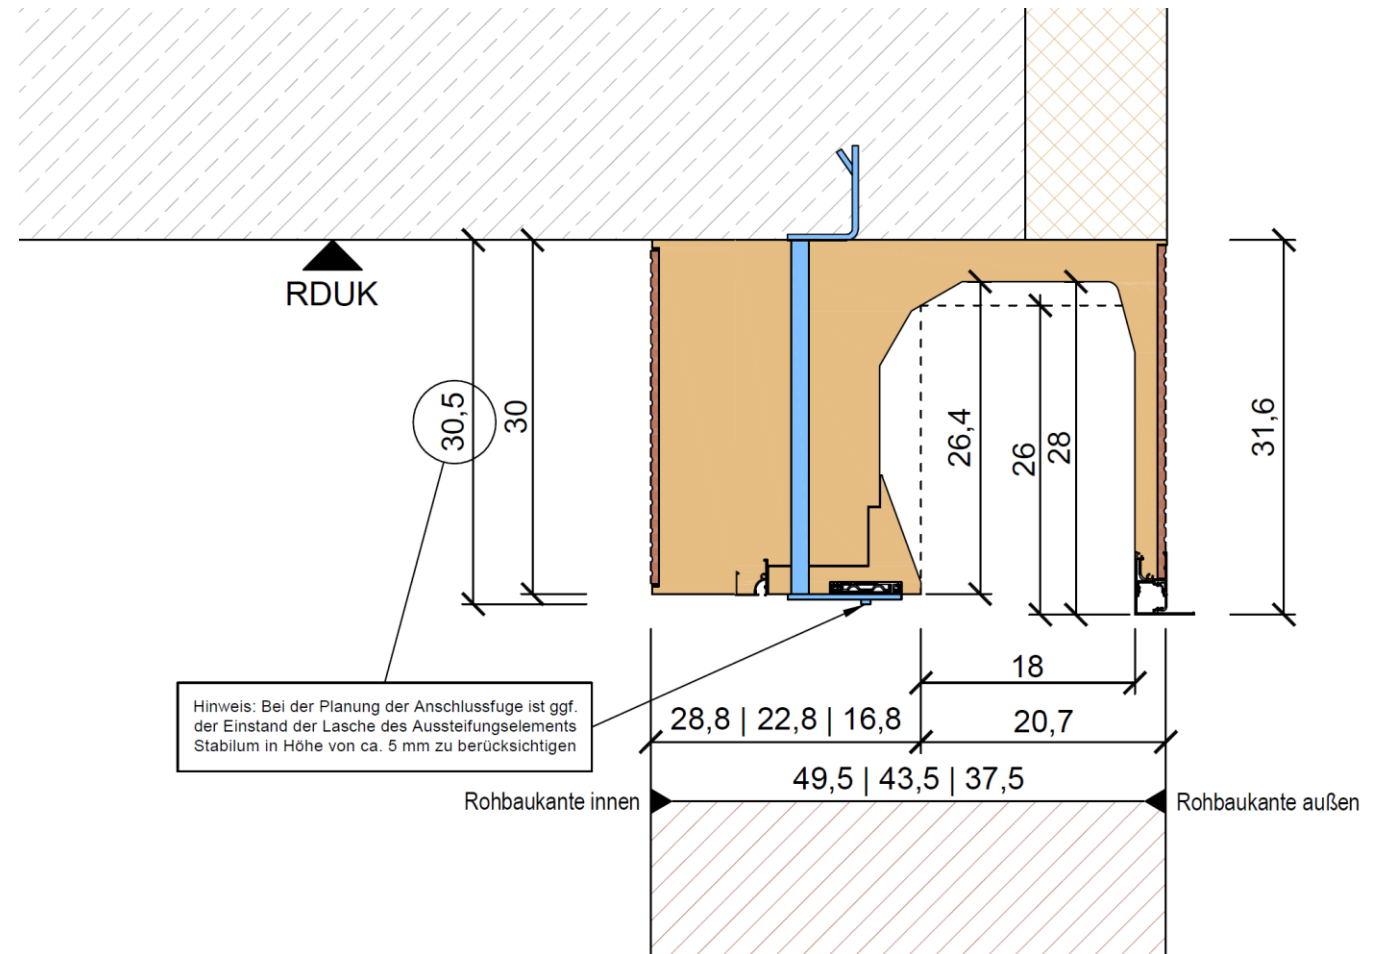 RDUK
30,5
30
26,4
26
28
31,6
18
28,8 | 22,8 | 16,8
20,7
Hinweis: Bei der Planung der Anschlussfuge ist ggf.
der Einstand der Lasche des Aussteifungselements
Stabilum in Höhe von ca. 5 mm zu berücksichtigen
49,5 | 43,5 | 37,5
Rohbaukante innen
Rohbaukante außen